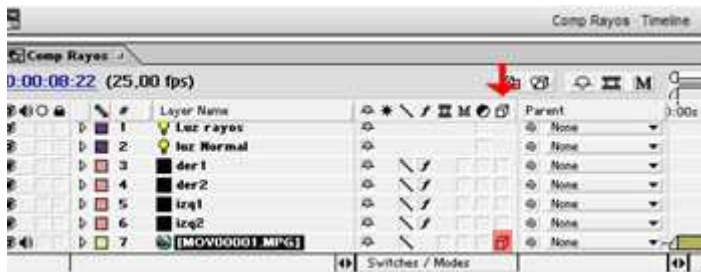 Comp Rayos Timeline
Comp Rayos
0:00:08:22 (25,00 fps)
# Layer Name Parent 0:00s
1 Luz rayos None
2 luz Normal None
3 der1 None
4 der2 None
5 izq1 None
6 izq2 None
7 [MOV00001.MPG] None
Switches / Modes